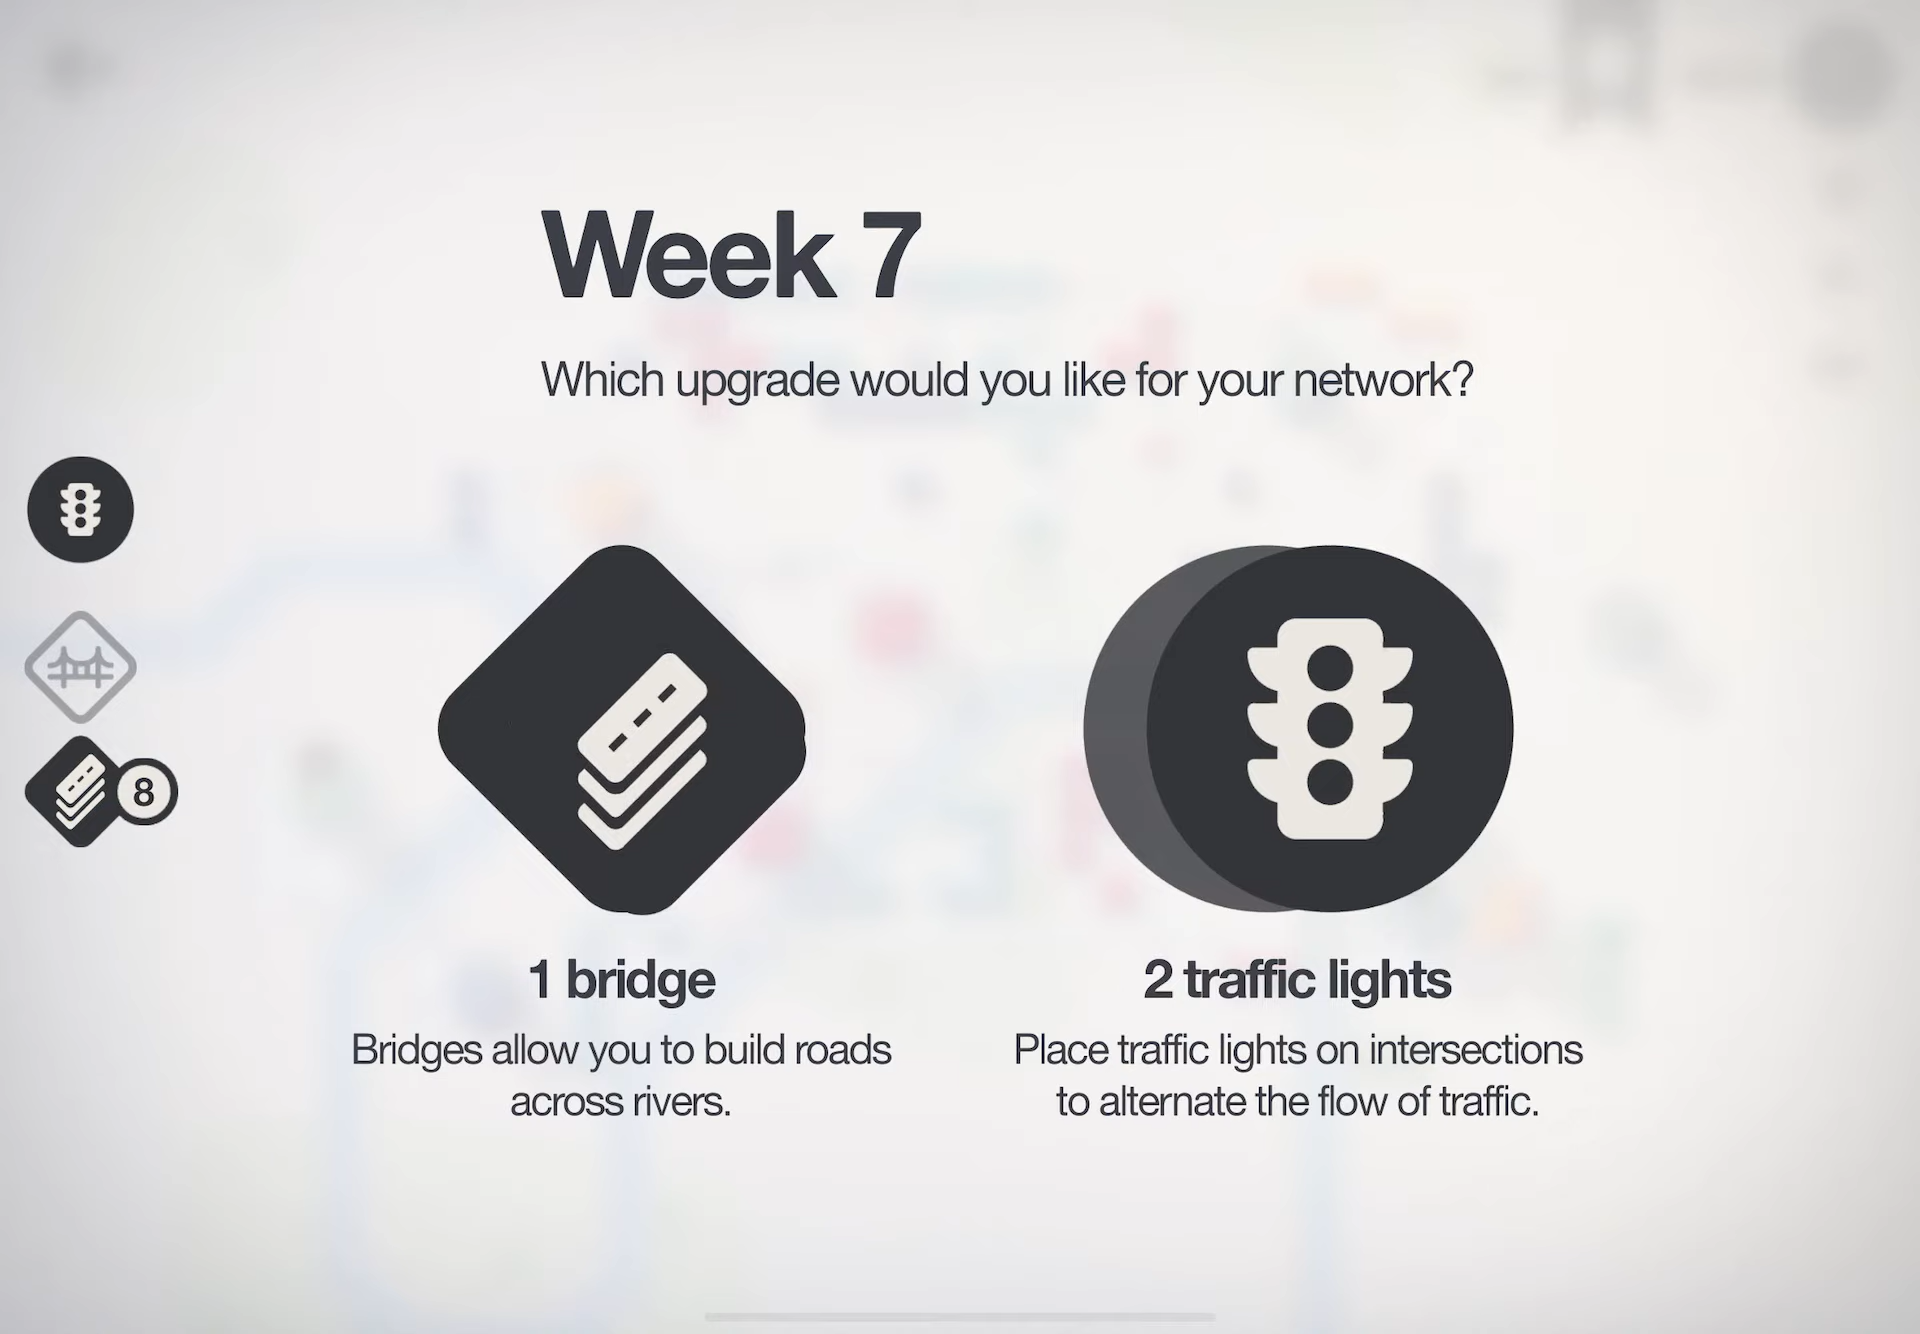 Week 7
Which upgrade would you like for your network?
8
1 bridge
Bridges allow you to build roads
across rivers.
2 traffic lights
Place traffic lights on intersections
to alternate the flow of traffic.